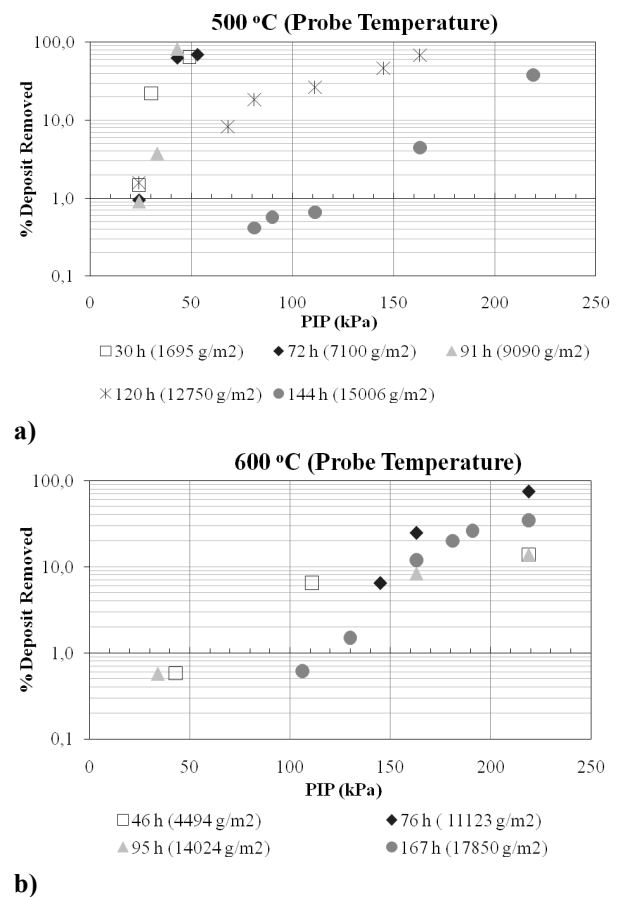 500 °C (Probe Temperature)
% Deposit Removed
100,0
10,0
1,0
0,1
0 50 100 150 200 250
PIP (kPa)
30 h (1695 g/m2) 72 h (7100 g/m2) 91 h (9090 g/m2)
120 h (12750 g/m2) 144 h (15006 g/m2)
a)
600 °C (Probe Temperature)
% Deposit Removed
100,0
10,0
1,0
0,1
0 50 100 150 200 250
PIP (kPa)
46 h (4494 g/m2) 76 h ( 11123 g/m2)
95 h (14024 g/m2) 167 h (17850 g/m2)
b)